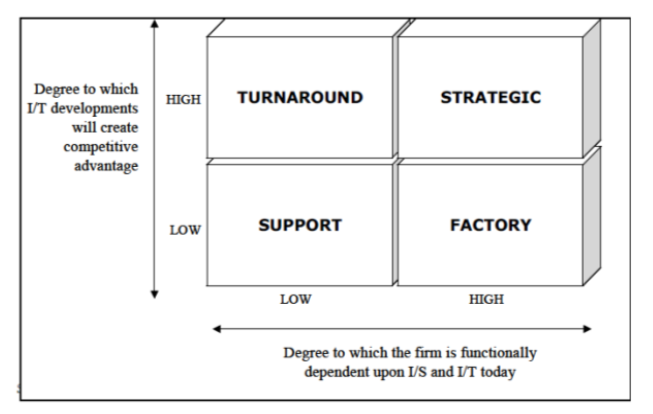 Degree to which
I/T developments
will create
competitive
advantage
HIGH
TURNAROUND
STRATEGIC
LOW
SUPPORT
FACTORY
LOW
HIGH
Degree to which the firm is functionally
dependent upon I/S and I/T today